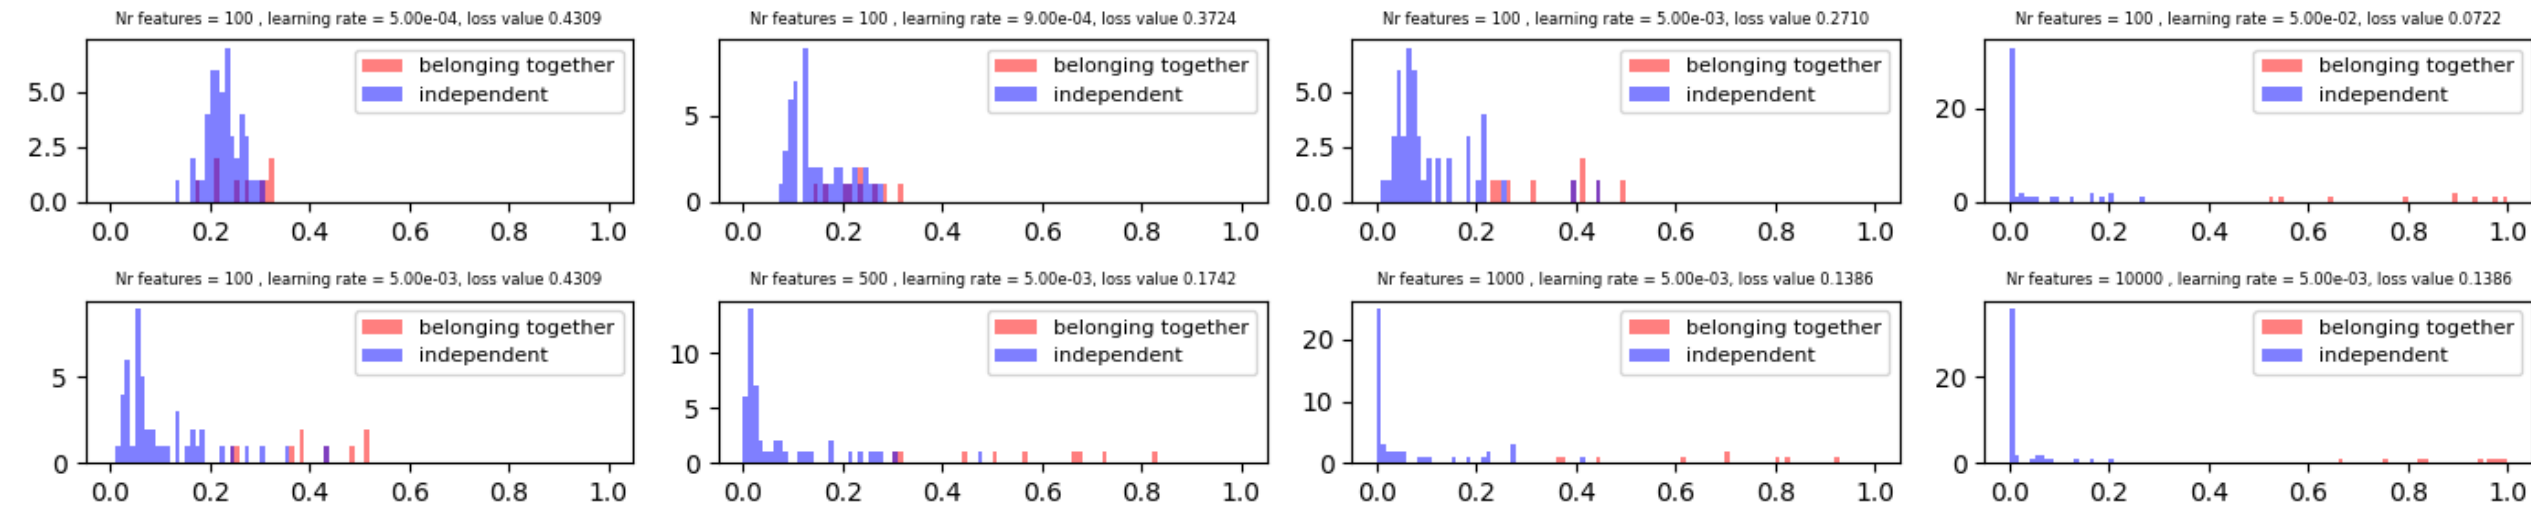 Nr features = 100 , learning rate = 5.00e-04, loss value 0.4309
belonging together
independent
5.0
2.5
0.0
0.0 0.2 0.4 0.6 0.8 1.0
Nr features = 100 , learning rate = 9.00e-04, loss value 0.3724
belonging together
independent
5
0
0.0 0.2 0.4 0.6 0.8 1.0
Nr features = 100 , learning rate = 5.00e-03, loss value 0.2710
belonging together
independent
5.0
2.5
0.0
0.0 0.2 0.4 0.6 0.8 1.0
Nr features = 100 , learning rate = 5.00e-02, loss value 0.0722
belonging together
independent
20
0
0.0 0.2 0.4 0.6 0.8 1.0
Nr features = 100 , learning rate = 5.00e-03, loss value 0.4309
belonging together
independent
5
0
0.0 0.2 0.4 0.6 0.8 1.0
Nr features = 500 , learning rate = 5.00e-03, loss value 0.1742
belonging together
independent
10
5
0
0.0 0.2 0.4 0.6 0.8 1.0
Nr features = 1000 , learning rate = 5.00e-03, loss value 0.1386
belonging together
independent
20
10
0
0.0 0.2 0.4 0.6 0.8 1.0
Nr features = 10000 , learning rate = 5.00e-03, loss value 0.1386
belonging together
independent
20
0
0.0 0.2 0.4 0.6 0.8 1.0